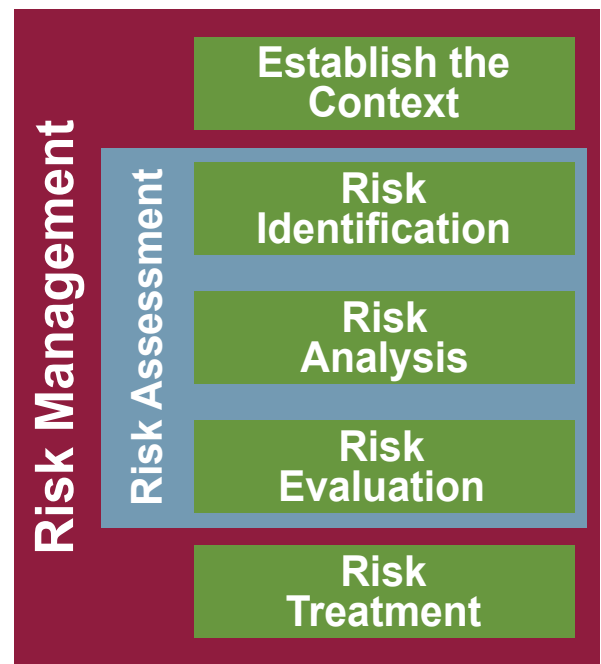 Risk Management
Establish the
Context
Risk Assessment
Risk
Identification
Risk
Analysis
Risk
Evaluation
Risk
Treatment